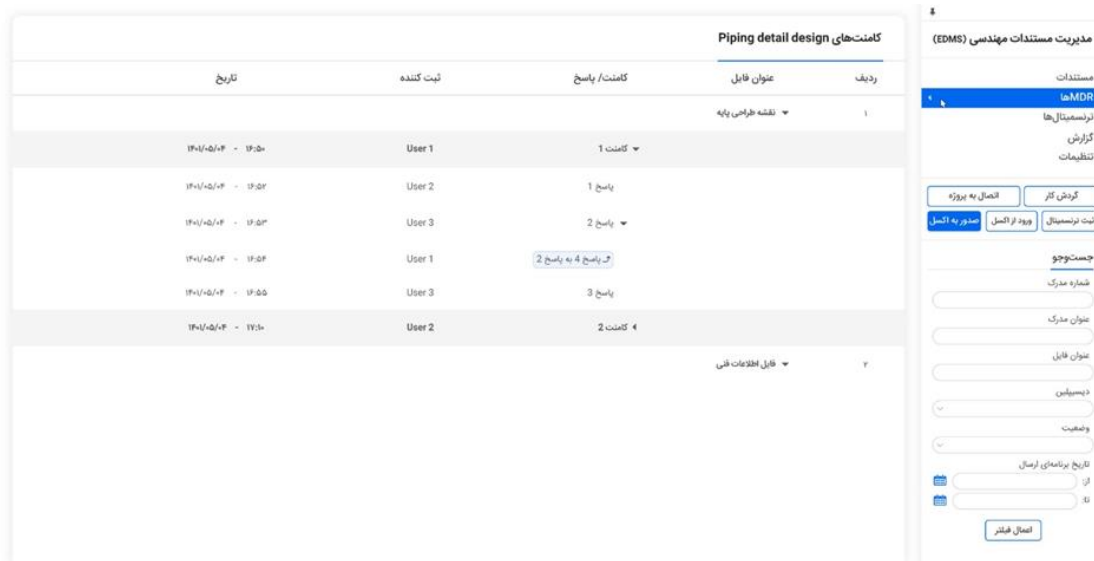 مدیریت مستندات مهندسی (EDMS)
مستندات
MDRها
ترنسمیتال‌ها
گزارش
تنظیمات
گردش کار
اتصال به پروژه
ثبت ترنسمیتال
ورود از اکسل
صدور به اکسل
جست‌وجو
شماره مدرک
عنوان مدرک
عنوان فایل
دیسیپلین
وضعیت
تاریخ برنامه‌ای ارسال
از:
تا:
اعمال فیلتر
کامنت‌های Piping detail design
ردیف عنوان فایل کامنت/ پاسخ ثبت کننده تاریخ
۱ نقشه طراحی پایه
کامنت 1 User 1 ۱۴۰۱/۰۵/۰۴ - ۱۶:۵۰
پاسخ 1 User 2 ۱۴۰۱/۰۵/۰۴ - ۱۶:۵۲
پاسخ 2 User 3 ۱۴۰۱/۰۵/۰۴ - ۱۶:۵۳
پاسخ 4 به پاسخ 2 User 1 ۱۴۰۱/۰۵/۰۴ - ۱۶:۵۴
پاسخ 3 User 3 ۱۴۰۱/۰۵/۰۴ - ۱۶:۵۵
کامنت 2 User 2 ۱۴۰۱/۰۵/۰۴ - ۱۷:۱۰
۲ فایل اطلاعات فنی